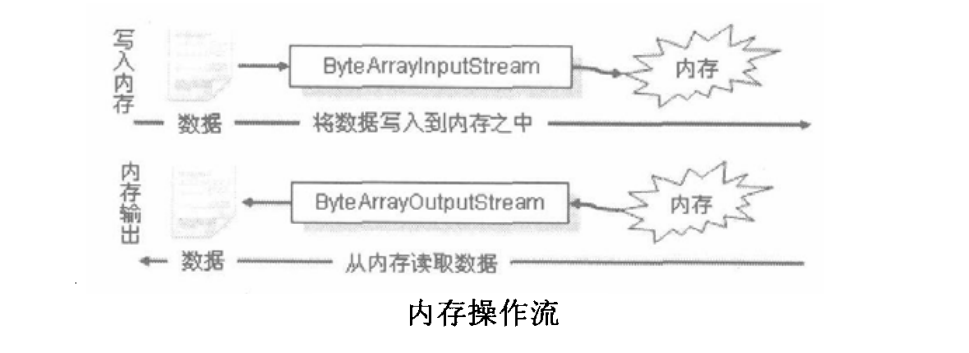 写入内存
ByteArrayInputStream
内存
数据
将数据写入到内存之中
内存输出
ByteArrayOutputStream
内存
数据
从内存读取数据
内存操作流